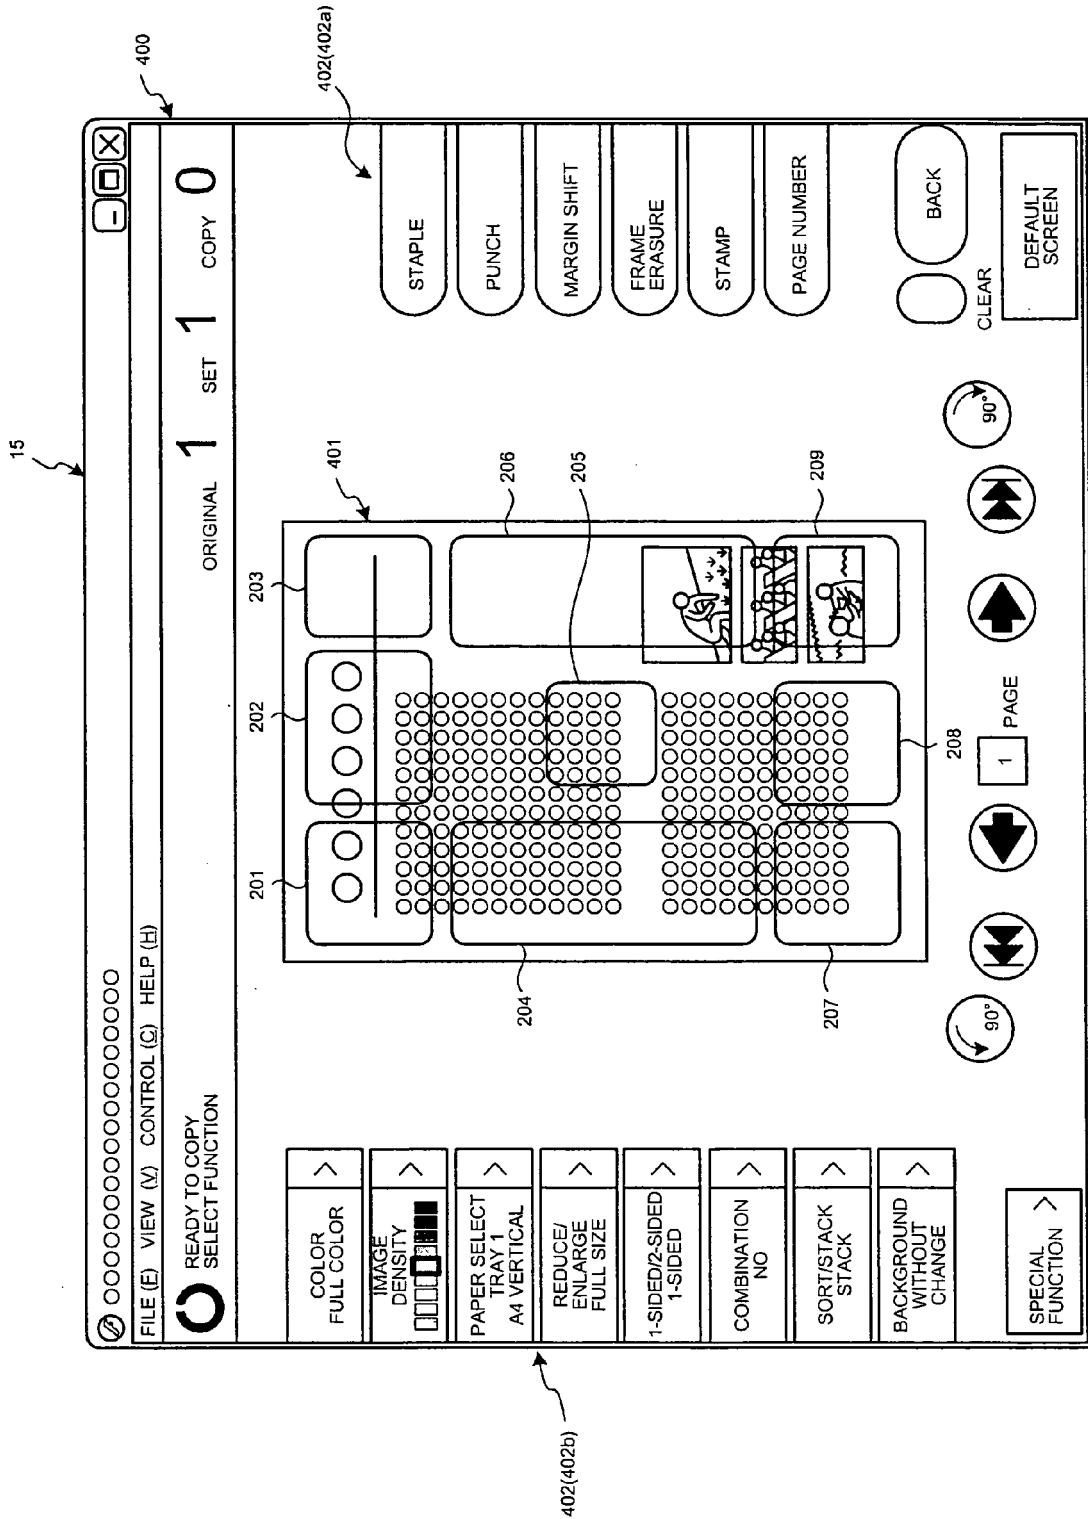 15
400
FILE (F) VIEW (V) CONTROL (C) HELP (H)
READY TO COPY
SELECT FUNCTION
ORIGINAL 1 SET 1 COPY 0
402(402a)
402(402b)
COLOR
FULL COLOR
>
IMAGE
DENSITY
>
PAPER SELECT
TRAY 1
A4 VERTICAL
>
REDUCE/
ENLARGE
FULL SIZE
>
1-SIDED/2-SIDED
1-SIDED
>
COMBINATION
NO
>
SORT/STACK
STACK
>
BACKGROUND
WITHOUT
CHANGE
>
SPECIAL
FUNCTION >
201
202
203
401
204
206
205
207
208
209
STAPLE
PUNCH
MARGIN SHIFT
FRAME
ERASURE
STAMP
PAGE NUMBER
90°
1 PAGE
90°
CLEAR
BACK
DEFAULT
SCREEN